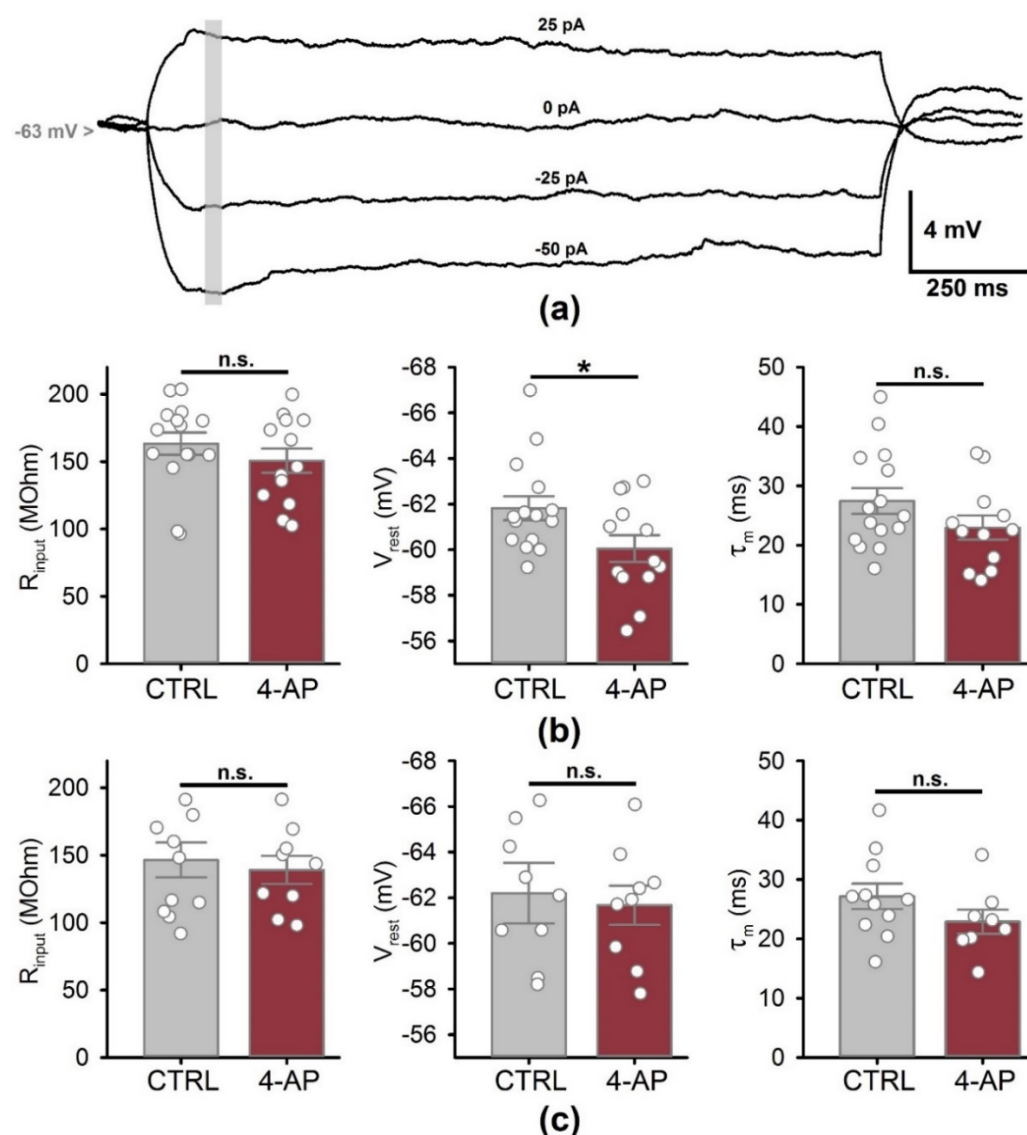 25 pA
0 pA
-63 mV >
-25 pA
-50 pA
4 mV
250 ms
(a)
R_input (MOhm)
200
150
100
50
0
n.s.
CTRL
4-AP
V_rest (mV)
-68
-66
-64
-62
-60
-58
-56
*
CTRL
4-AP
τ_m (ms)
50
40
30
20
10
0
n.s.
CTRL
4-AP
(b)
R_input (MOhm)
200
150
100
50
0
n.s.
CTRL
4-AP
V_rest (mV)
-68
-66
-64
-62
-60
-58
-56
n.s.
CTRL
4-AP
τ_m (ms)
50
40
30
20
10
0
n.s.
CTRL
4-AP
(c)